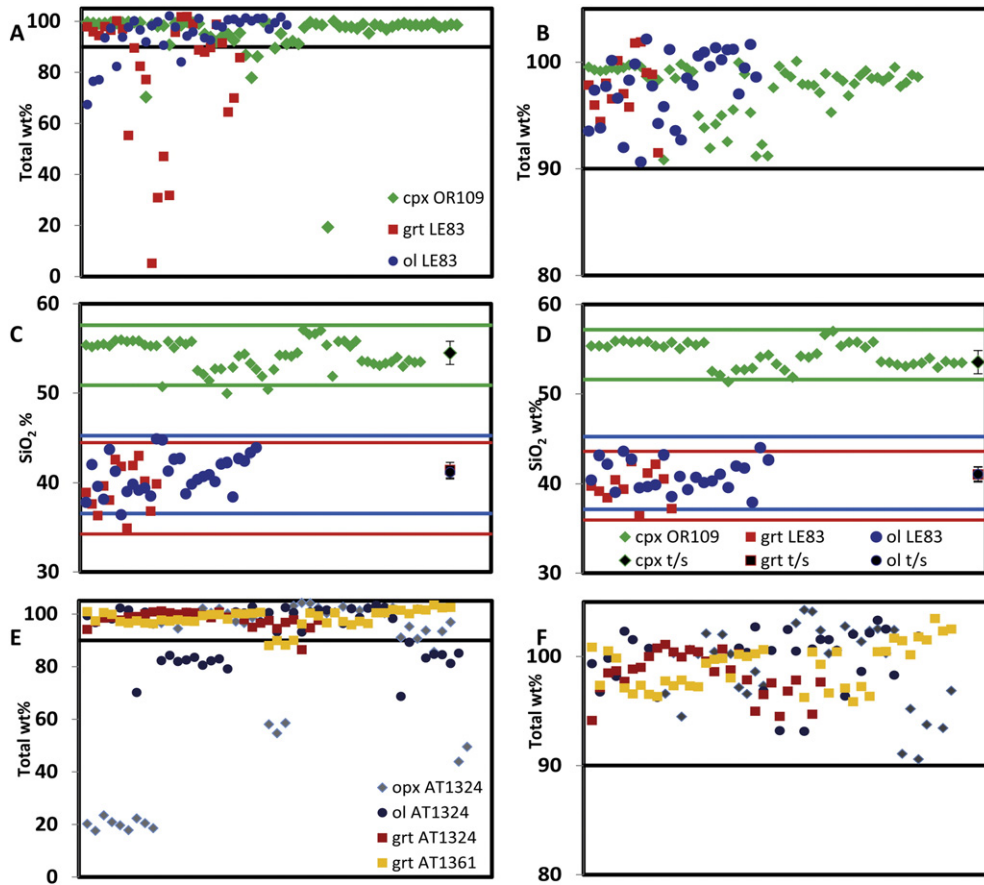 A
Total wt%
100
80
60
40
20
0
cpx OR109
grt LE83
ol LE83
B
Total wt%
100
90
80
C
SiO2 %
60
50
40
30
D
SiO2 wt%
60
50
40
30
cpx OR109 grt LE83 ol LE83
cpx t/s grt t/s ol t/s
E
Total wt%
100
80
60
40
20
0
opx AT1324
ol AT1324
grt AT1324
grt AT1361
F
Total wt%
100
90
80